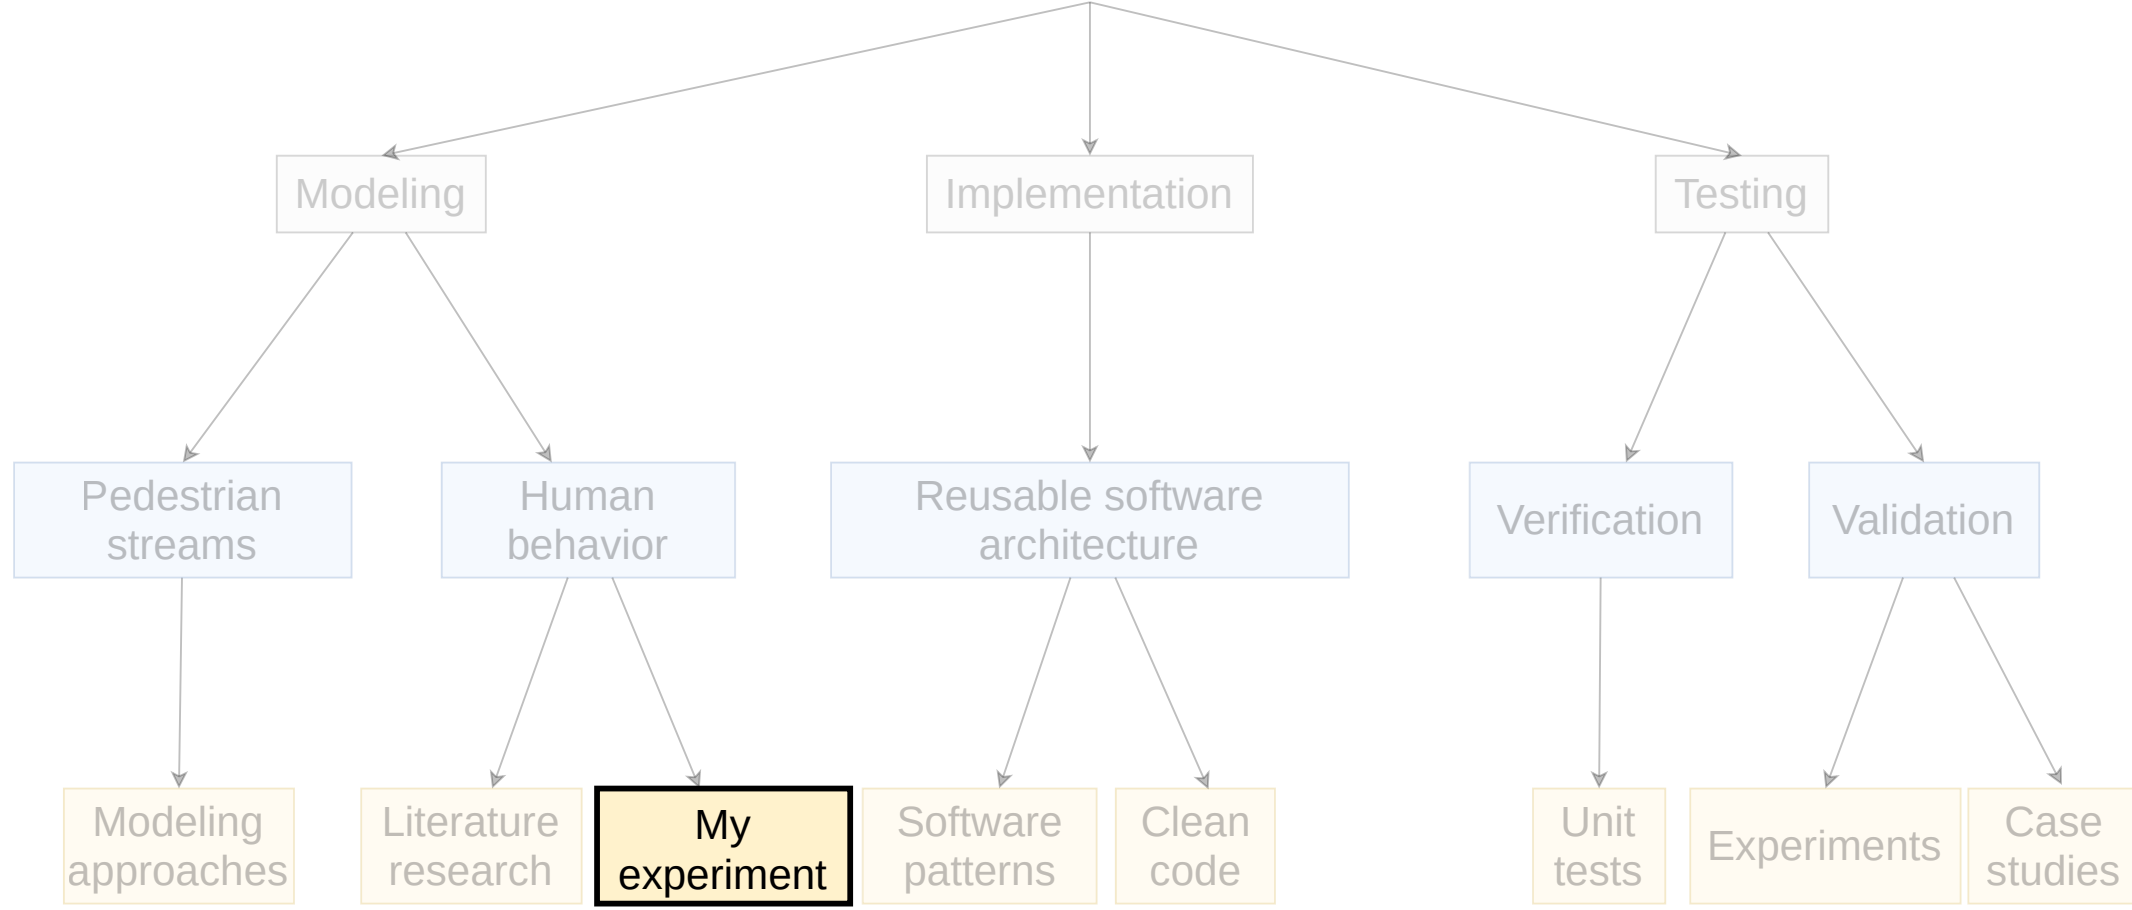 Modeling
Implementation
Testing
Pedestrian
streams
Human
behavior
Reusable software
architecture
Verification
Validation
Modeling
approaches
Literature
research
My
experiment
Software
patterns
Clean
code
Unit
tests
Experiments
Case
studies